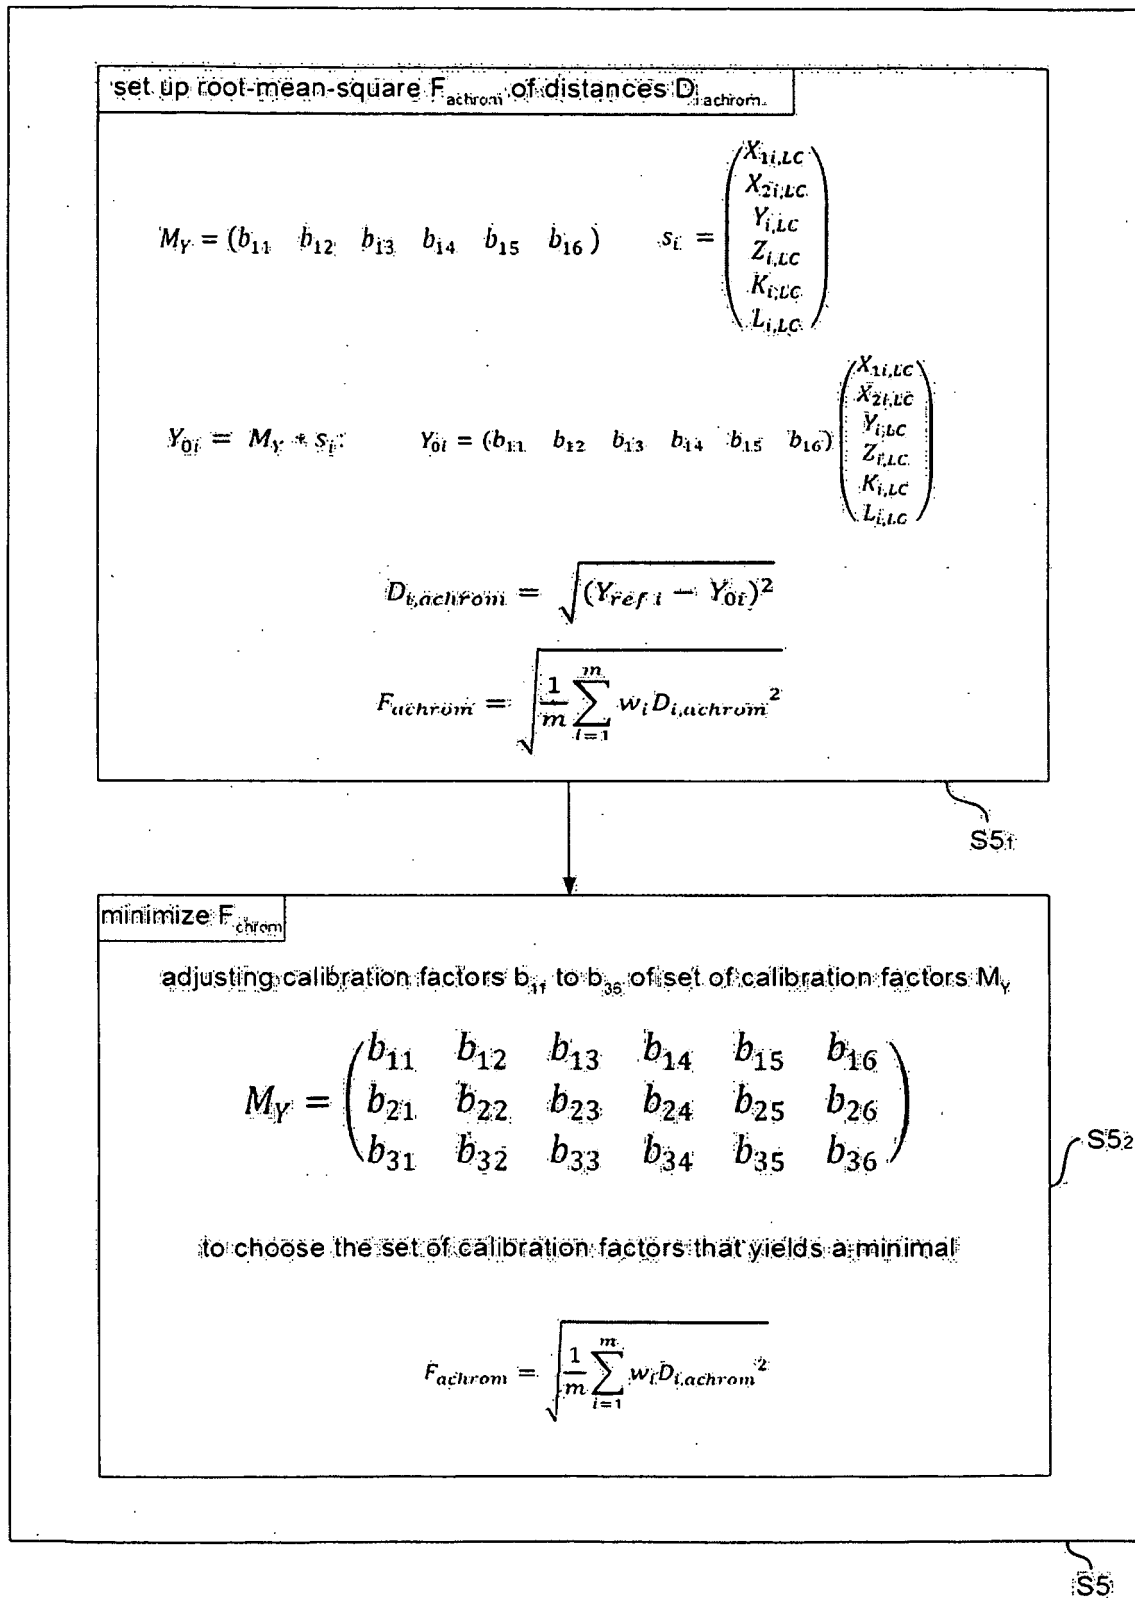 set up root-mean-square F_achrom of distances D_i achrom
M_Y = (b_11 b_12 b_13 b_14 b_15 b_16) s_i = (X_1i,LC X_2i,LC Y_i,LC Z_i,LC K_i,LC L_i,LC)
Y_0i = M_Y * s_i: Y_0i = (b_11 b_12 b_13 b_14 b_15 b_16) (X_1i,LC X_2i,LC Y_i,LC Z_i,LC K_i,LC L_i,LC)
D_i,achrom = √(Y_ref i − Y_0i)²
F_achrom = √ 1/m ∑_{i=1}^{m} w_i D_i,achrom²
S5_1
minimize F_chrom
adjusting calibration factors b_11 to b_36 of set of calibration factors M_Y
M_Y = (b_11 b_12 b_13 b_14 b_15 b_16
b_21 b_22 b_23 b_24 b_25 b_26
b_31 b_32 b_33 b_34 b_35 b_36)
S5_2
to choose the set of calibration factors that yields a minimal
F_achrom = √ 1/m ∑_{i=1}^{m} w_i D_i,achrom²
S5